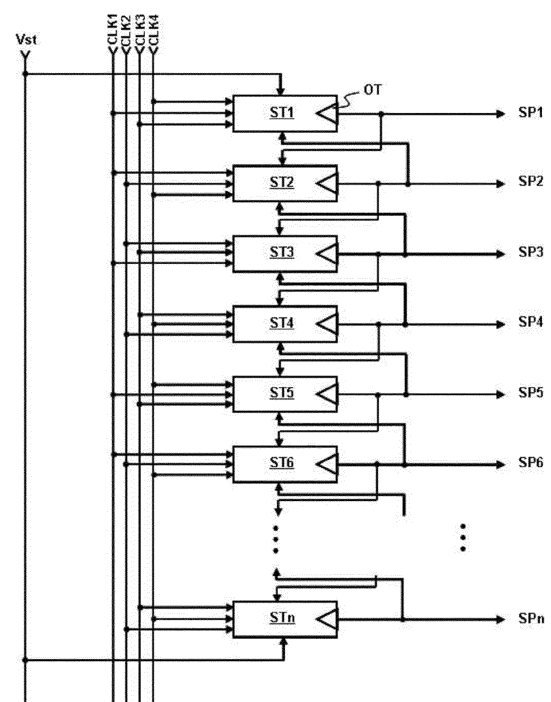 Vst
CLK1
CLK2
CLK3
CLK4
OT
ST1
SP1
ST2
SP2
ST3
SP3
ST4
SP4
ST5
SP5
ST6
SP6
STn
SPn